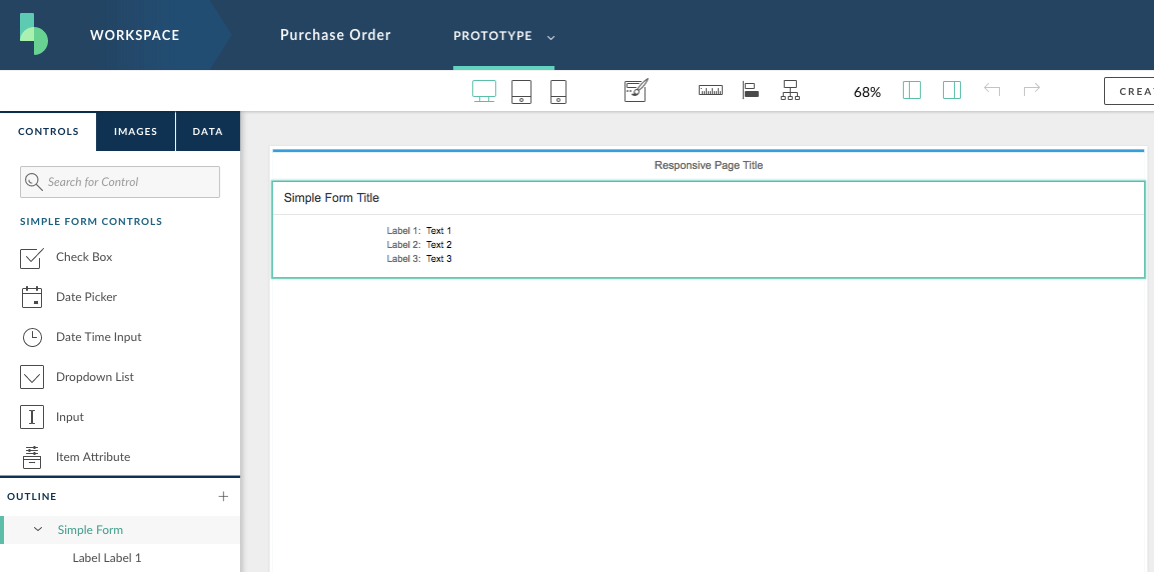 WORKSPACE Purchase Order PROTOTYPE
68% CREA
CONTROLS IMAGES DATA
Search for Control
SIMPLE FORM CONTROLS
Check Box
Date Picker
Date Time Input
Dropdown List
Input
Item Attribute
OUTLINE
Simple Form
Label Label 1
Responsive Page Title
Simple Form Title
Label 1: Text 1
Label 2: Text 2
Label 3: Text 3